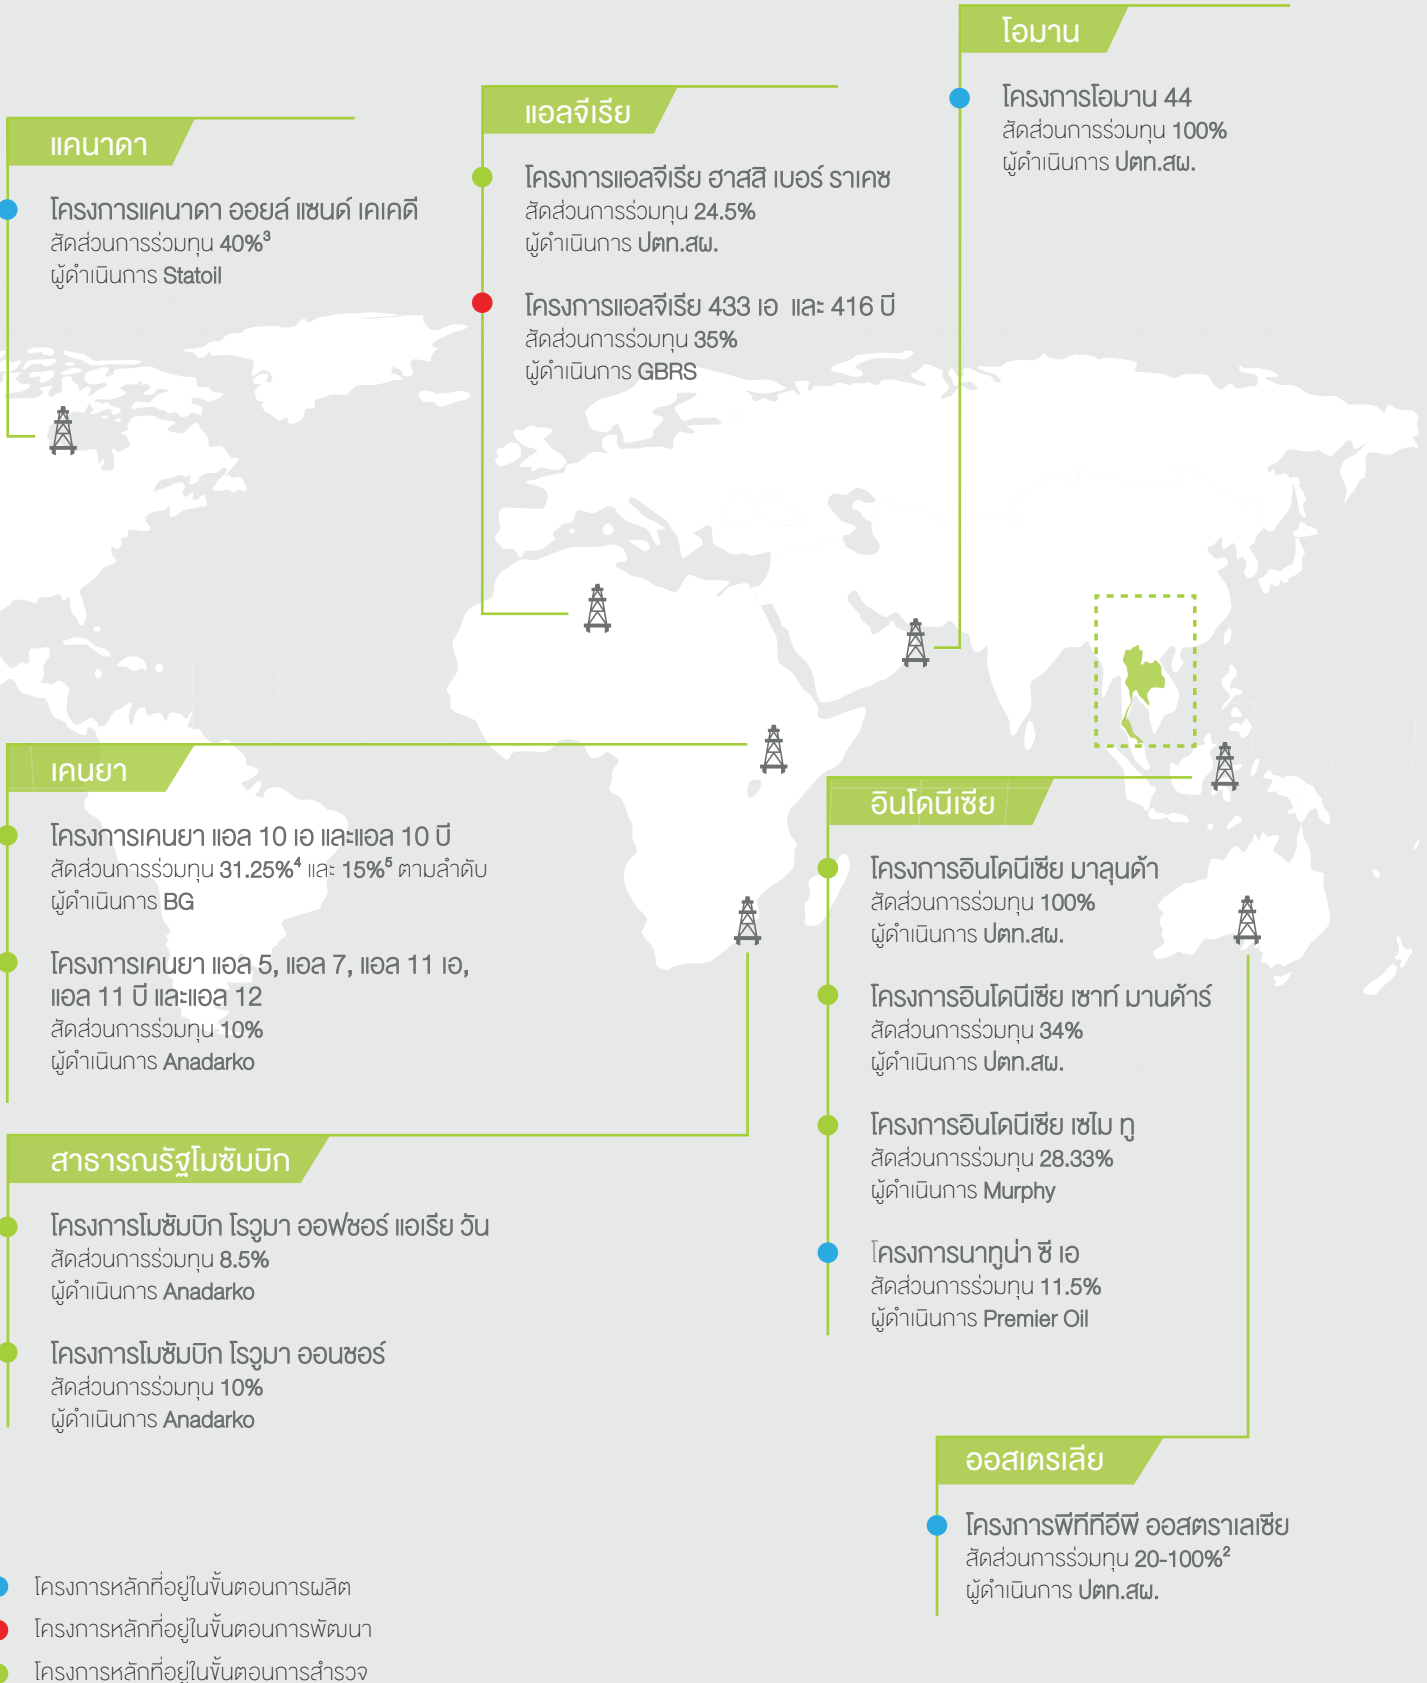 แคนาดา
โครงการแคนาดา ออยล์ แซนด์ เคเคดี
สัดส่วนการร่วมทุน 40%³
ผู้ดำเนินการ Statoil
แอลจีเรีย
โครงการแอลจีเรีย ฮาสสิ เบอร์ ราเคซ
สัดส่วนการร่วมทุน 24.5%
ผู้ดำเนินการ ปตท.สผ.
โครงการแอลจีเรีย 433 เอ และ 416 บี
สัดส่วนการร่วมทุน 35%
ผู้ดำเนินการ GBRS
โอมาน
โครงการโอมาน 44
สัดส่วนการร่วมทุน 100%
ผู้ดำเนินการ ปตท.สผ.
เคนยา
โครงการเคนยา แอล 10 เอ และแอล 10 บี
สัดส่วนการร่วมทุน 31.25%⁴ และ 15%⁵ ตามลำดับ
ผู้ดำเนินการ BG
โครงการเคนยา แอล 5, แอล 7, แอล 11 เอ,
แอล 11 บี และแอล 12
สัดส่วนการร่วมทุน 10%
ผู้ดำเนินการ Anadarko
สาธารณรัฐโมซัมบิก
โครงการโมซัมบิก โรวูมา ออฟชอร์ แอเรีย วัน
สัดส่วนการร่วมทุน 8.5%
ผู้ดำเนินการ Anadarko
โครงการโมซัมบิก โรวูมา ออนชอร์
สัดส่วนการร่วมทุน 10%
ผู้ดำเนินการ Anadarko
อินโดนีเซีย
โครงการอินโดนีเซีย มาลุนด้า
สัดส่วนการร่วมทุน 100%
ผู้ดำเนินการ ปตท.สผ.
โครงการอินโดนีเซีย เซาท์ มานด้าร์
สัดส่วนการร่วมทุน 34%
ผู้ดำเนินการ ปตท.สผ.
โครงการอินโดนีเซีย เซไม ทู
สัดส่วนการร่วมทุน 28.33%
ผู้ดำเนินการ Murphy
โครงการนาทูน่า ซี เอ
สัดส่วนการร่วมทุน 11.5%
ผู้ดำเนินการ Premier Oil
ออสเตรเลีย
โครงการพีทีทีอีพี ออสตราเลเซีย
สัดส่วนการร่วมทุน 20-100%²
ผู้ดำเนินการ ปตท.สผ.
โครงการหลักที่อยู่ในขั้นตอนการผลิต
โครงการหลักที่อยู่ในขั้นตอนการพัฒนา
โครงการหลักที่อยู่ในขั้นตอนการสำรวจ